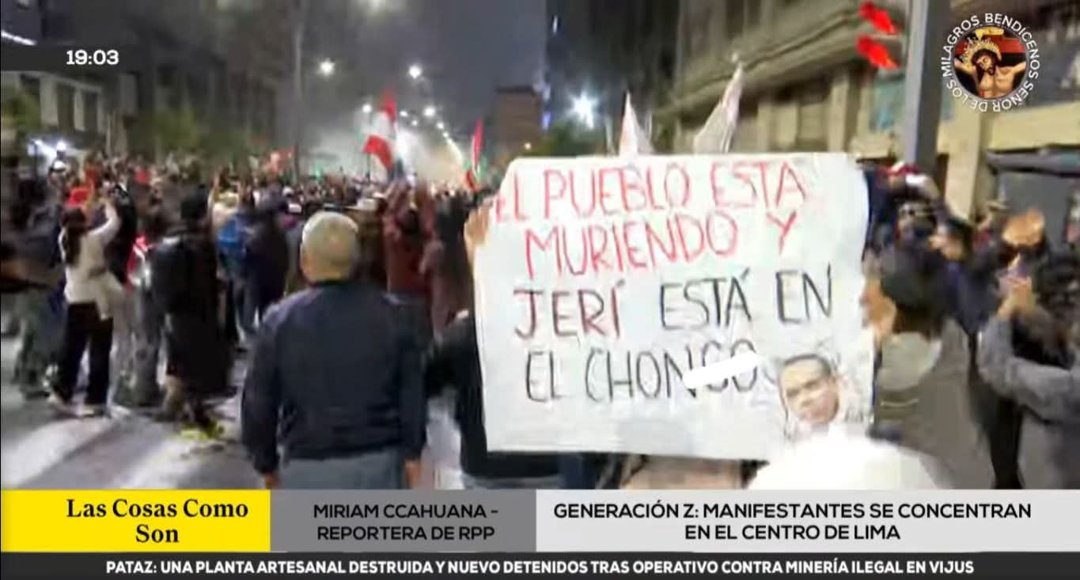 19:03
SEÑOR DE LOS MILAGROS, BENDÍCENOS
EL PUEBLO ESTA
MURIENDO Y
JERÍ ESTÁ EN
EL CHONGO
Las Cosas Como
Son
MIRIAM CCAHUANA -
REPORTERA DE RPP
GENERACIÓN Z: MANIFESTANTES SE CONCENTRAN
EN EL CENTRO DE LIMA
PATAZ: UNA PLANTA ARTESANAL DESTRUIDA Y NUEVO DETENIDOS TRAS OPERATIVO CONTRA MINERÍA ILEGAL EN VIJUS